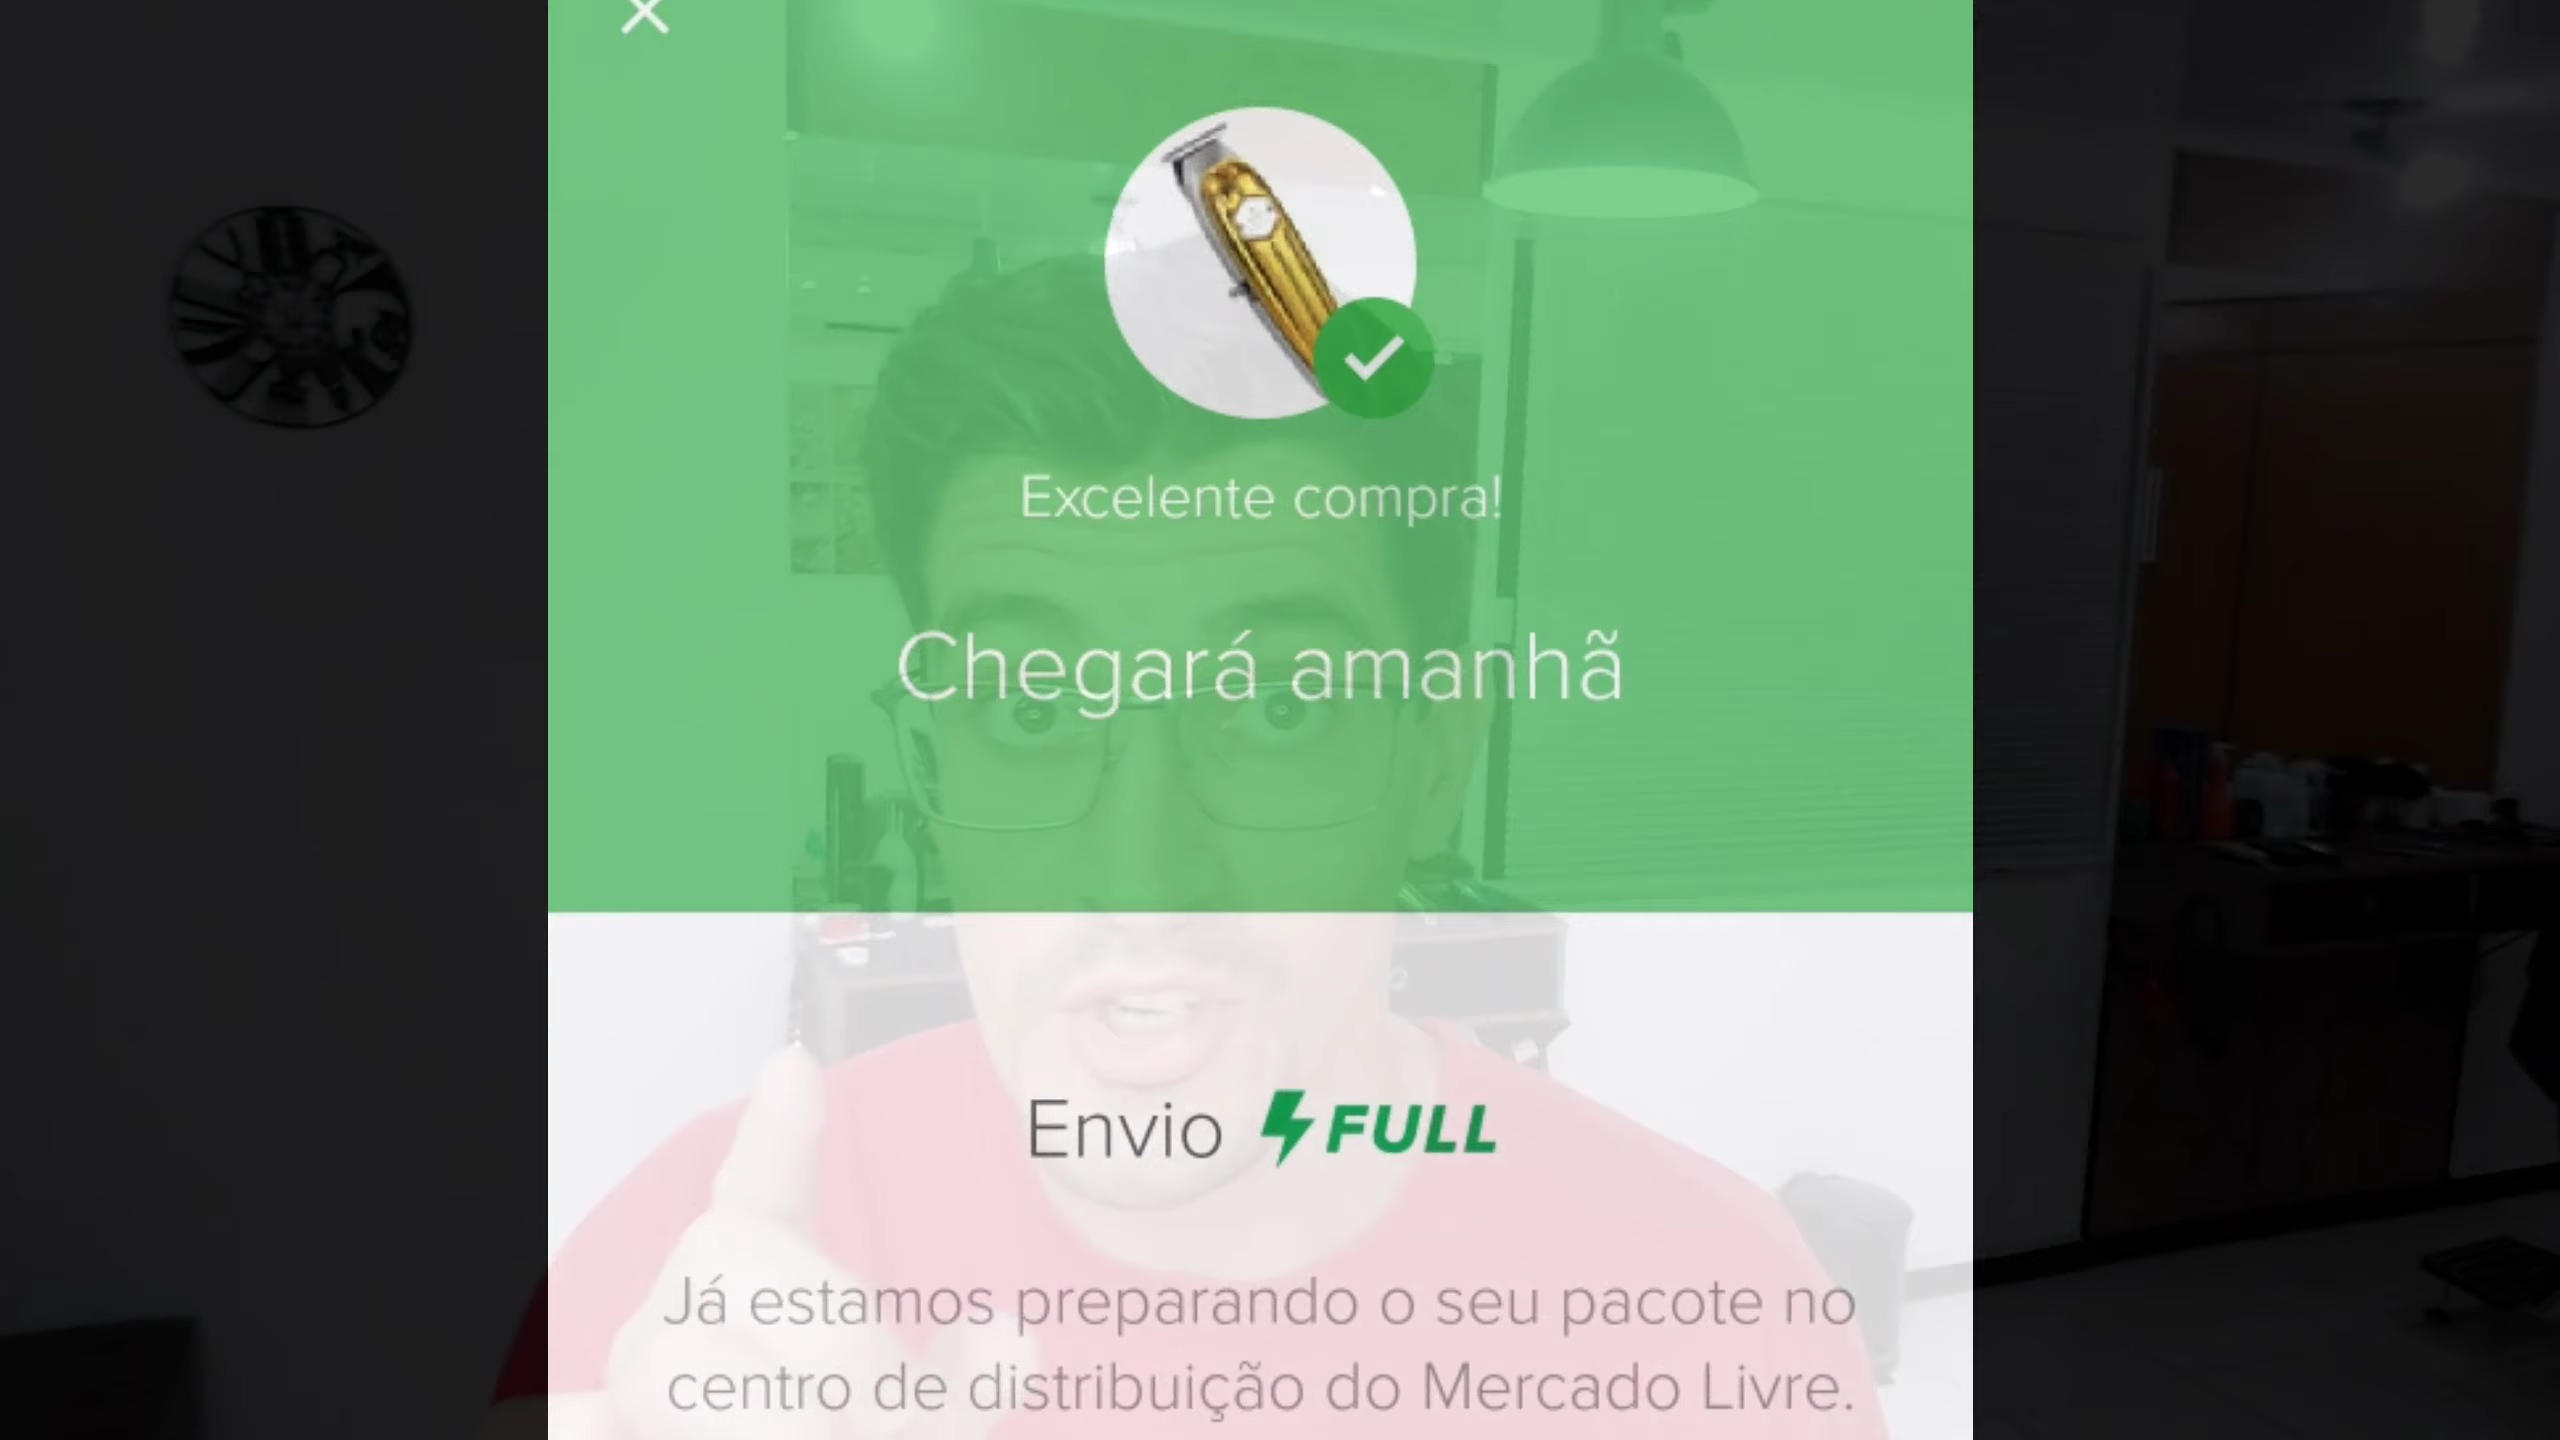 Excelente compra!
Chegará amanhã
Envio FULL
Já estamos preparando o seu pacote no
centro de distribuição do Mercado Livre.